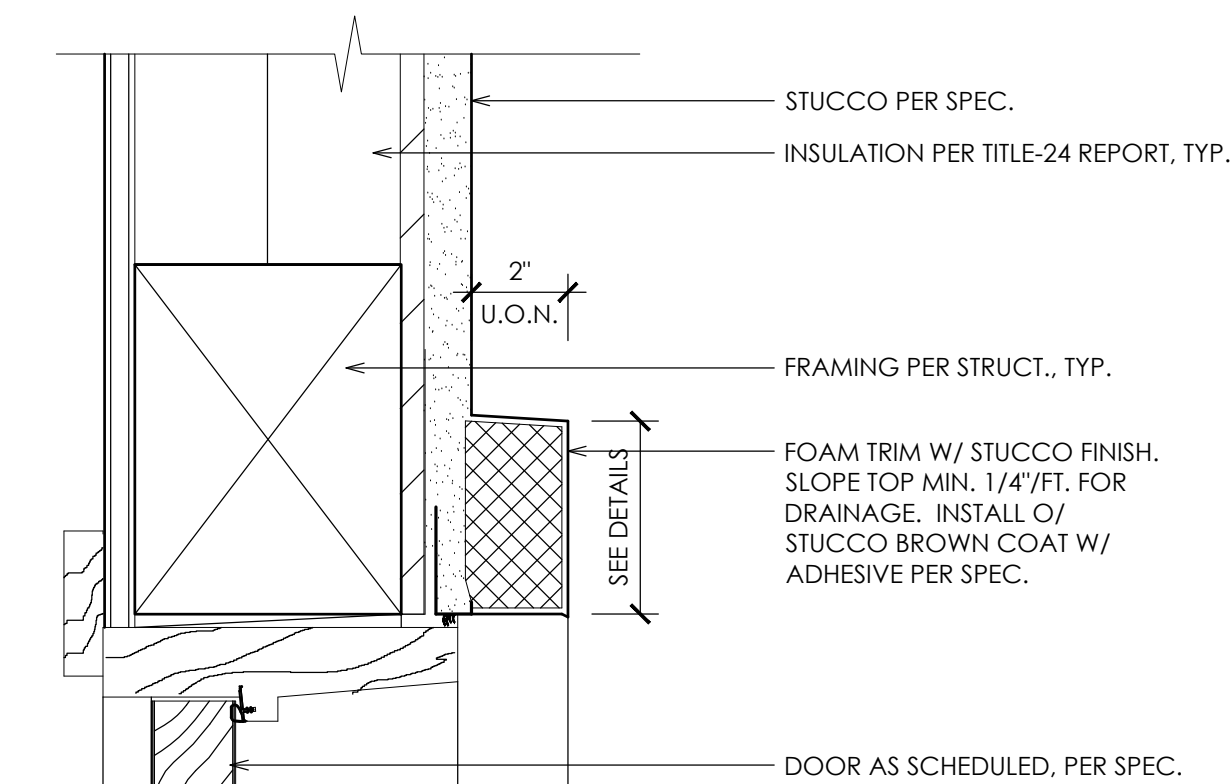 STUCCO PER SPEC.
INSULATION PER TITLE-24 REPORT, TYP.
2"
U.O.N.
FRAMING PER STRUCT., TYP.
SEE DETAILS
FOAM TRIM W/ STUCCO FINISH.
SLOPE TOP MIN. 1/4"/FT. FOR
DRAINAGE. INSTALL O/
STUCCO BROWN COAT W/
ADHESIVE PER SPEC.
DOOR AS SCHEDULED, PER SPEC.